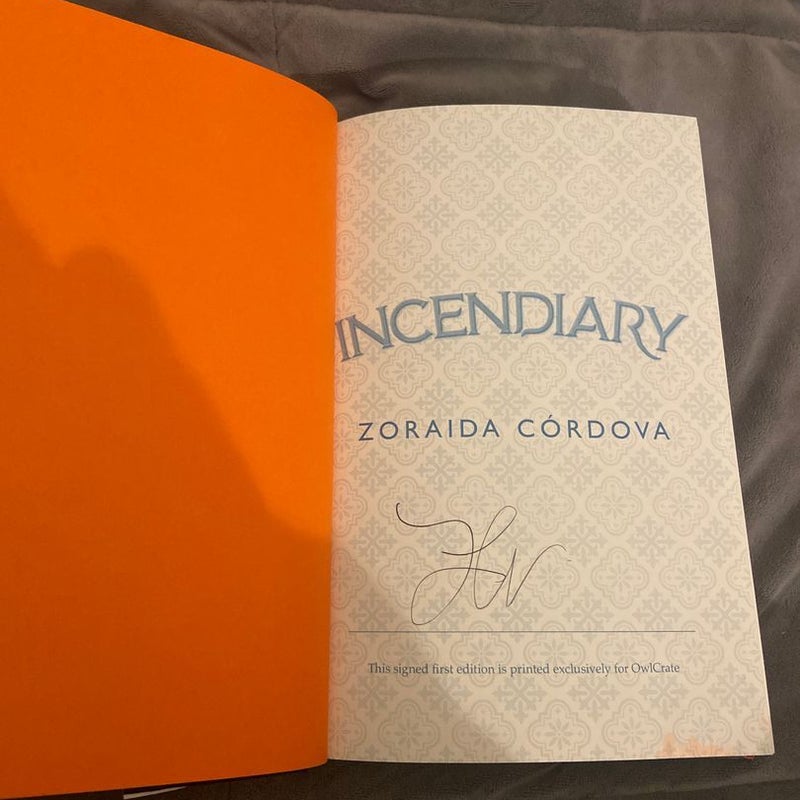 INCENDIARY
ZORAIDA CÓRDOVA
This signed first edition is printed exclusively for OwlCrate